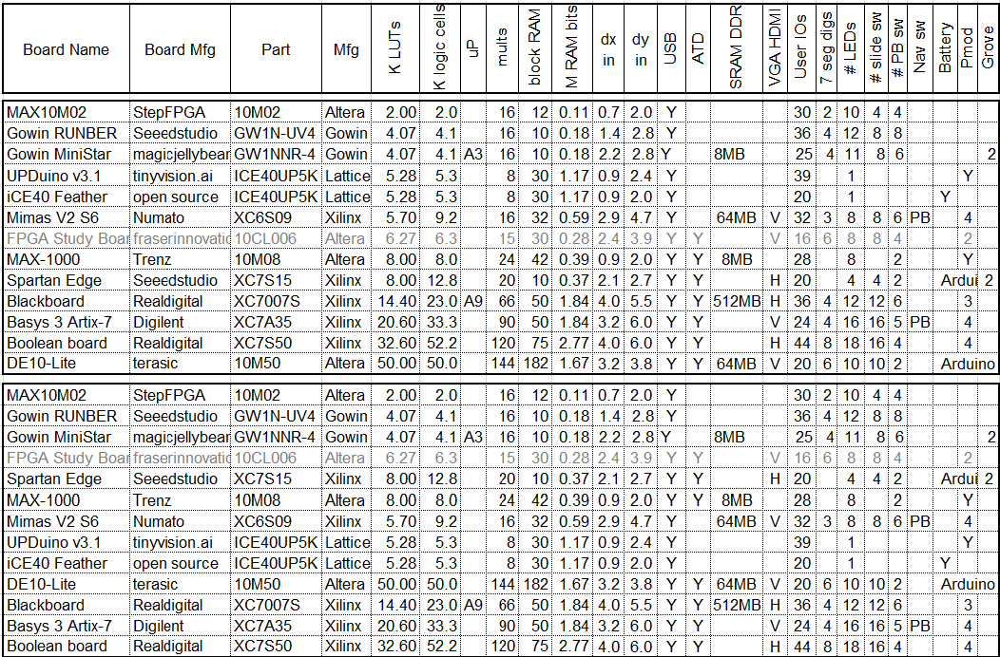 Board Name Board Mfg Part Mfg K LUTs K logic cells uP mults block RAM M RAM bits dx in dy in USB ATD SRAM DDR VGA HDMI User IOs 7 seg digs # LEDs # slide sw # PB sw Nav sw Battery Pmod Grove
MAX10M02 StepFPGA 10M02 Altera 2.00 2.0 16 12 0.11 0.7 2.0 Y 30 2 10 4 4
Gowin RUNBER Seeedstudio GW1N-UV4 Gowin 4.07 4.1 16 10 0.18 1.4 2.8 Y 36 4 12 8 8
Gowin MiniStar magicjellybear GW1NNR-4 Gowin 4.07 4.1 A3 16 10 0.18 2.2 2.8 Y 8MB 25 4 11 8 6 2
UPDuino v3.1 tinyvision.ai ICE40UP5K Lattice 5.28 5.3 8 30 1.17 0.9 2.4 Y 39 1 Y
iCE40 Feather open source ICE40UP5K Lattice 5.28 5.3 8 30 1.17 0.9 2.0 Y 20 1 Y
Mimas V2 S6 Numato XC6S09 Xilinx 5.70 9.2 16 32 0.59 2.9 4.7 Y 64MB V 32 3 8 8 6 PB 4
FPGA Study Boar fraserinnovatic 10CL006 Altera 6.27 6.3 15 30 0.28 2.4 3.9 Y Y V 16 6 8 8 4 2
MAX-1000 Trenz 10M08 Altera 8.00 8.0 24 42 0.39 0.9 2.0 Y Y 8MB 28 8 2 Y
Spartan Edge Seeedstudio XC7S15 Xilinx 8.00 12.8 20 10 0.37 2.1 2.7 Y Y H 20 4 4 2 Ardui 2
Blackboard Realdigital XC7007S Xilinx 14.40 23.0 A9 66 50 1.84 4.0 5.5 Y Y 512MB H 36 4 12 12 6 3
Basys 3 Artix-7 Digilent XC7A35 Xilinx 20.60 33.3 90 50 1.84 3.2 6.0 Y Y V 24 4 16 16 5 PB 4
Boolean board Realdigital XC7S50 Xilinx 32.60 52.2 120 75 2.77 4.0 6.0 Y Y H 44 8 18 16 4 4
DE10-Lite terasic 10M50 Altera 50.00 50.0 144 182 1.67 3.2 3.8 Y Y 64MB V 20 6 10 10 2 Arduino
MAX10M02 StepFPGA 10M02 Altera 2.00 2.0 16 12 0.11 0.7 2.0 Y 30 2 10 4 4
Gowin RUNBER Seeedstudio GW1N-UV4 Gowin 4.07 4.1 16 10 0.18 1.4 2.8 Y 36 4 12 8 8
Gowin MiniStar magicjellybear GW1NNR-4 Gowin 4.07 4.1 A3 16 10 0.18 2.2 2.8 Y 8MB 25 4 11 8 6 2
FPGA Study Boar fraserinnovatic 10CL006 Altera 6.27 6.3 15 30 0.28 2.4 3.9 Y Y V 16 6 8 8 4 2
Spartan Edge Seeedstudio XC7S15 Xilinx 8.00 12.8 20 10 0.37 2.1 2.7 Y Y H 20 4 4 2 Ardui 2
MAX-1000 Trenz 10M08 Altera 8.00 8.0 24 42 0.39 0.9 2.0 Y Y 8MB 28 8 2 Y
Mimas V2 S6 Numato XC6S09 Xilinx 5.70 9.2 16 32 0.59 2.9 4.7 Y 64MB V 32 3 8 8 6 PB 4
UPDuino v3.1 tinyvision.ai ICE40UP5K Lattice 5.28 5.3 8 30 1.17 0.9 2.4 Y 39 1 Y
iCE40 Feather open source ICE40UP5K Lattice 5.28 5.3 8 30 1.17 0.9 2.0 Y 20 1 Y
DE10-Lite terasic 10M50 Altera 50.00 50.0 144 182 1.67 3.2 3.8 Y Y 64MB V 20 6 10 10 2 Arduino
Blackboard Realdigital XC7007S Xilinx 14.40 23.0 A9 66 50 1.84 4.0 5.5 Y Y 512MB H 36 4 12 12 6 3
Basys 3 Artix-7 Digilent XC7A35 Xilinx 20.60 33.3 90 50 1.84 3.2 6.0 Y Y V 24 4 16 16 5 PB 4
Boolean board Realdigital XC7S50 Xilinx 32.60 52.2 120 75 2.77 4.0 6.0 Y Y H 44 8 18 16 4 4